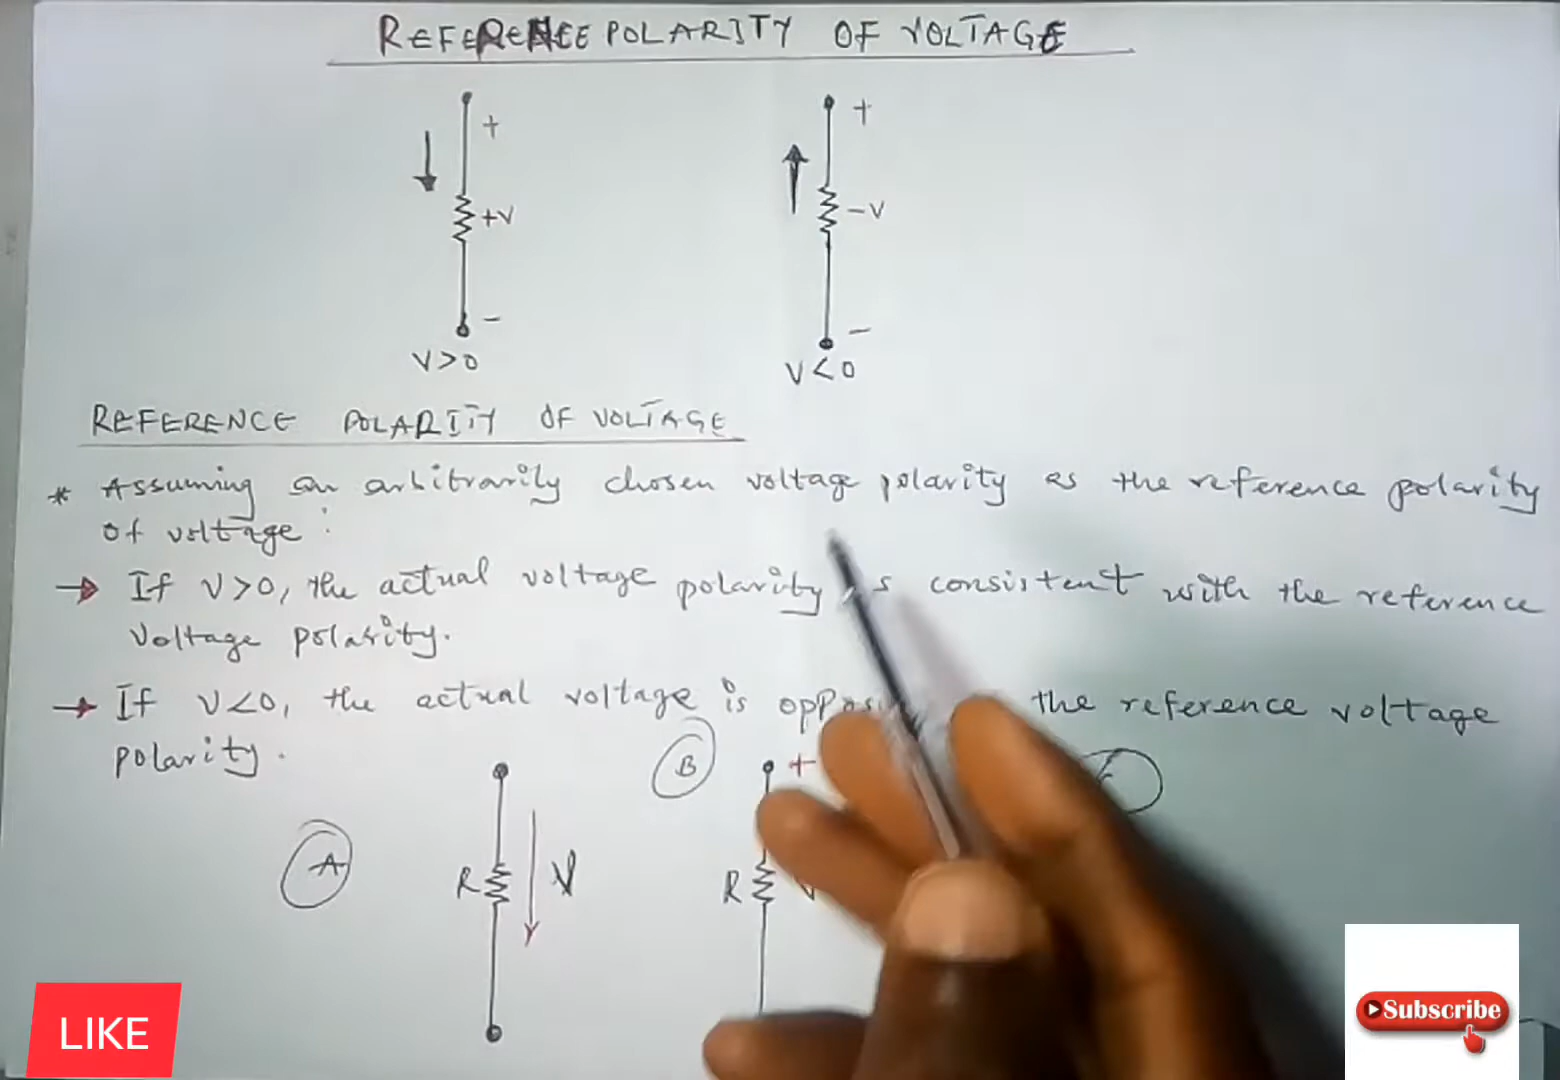 REFERENCE POLARITY OF VOLTAGE
+ +
+V -V
- -
V>0 V<0
REFERENCE POLARITY OF VOLTAGE
* Assuming an arbitrarily chosen voltage polarity as the reference polarity
of voltage:
→ If V>0, the actual voltage polarity is consistent with the reference
voltage polarity.
→ If V<0, the actual voltage is the reference voltage
polarity.
B +
A R V R
LIKE
Subscribe